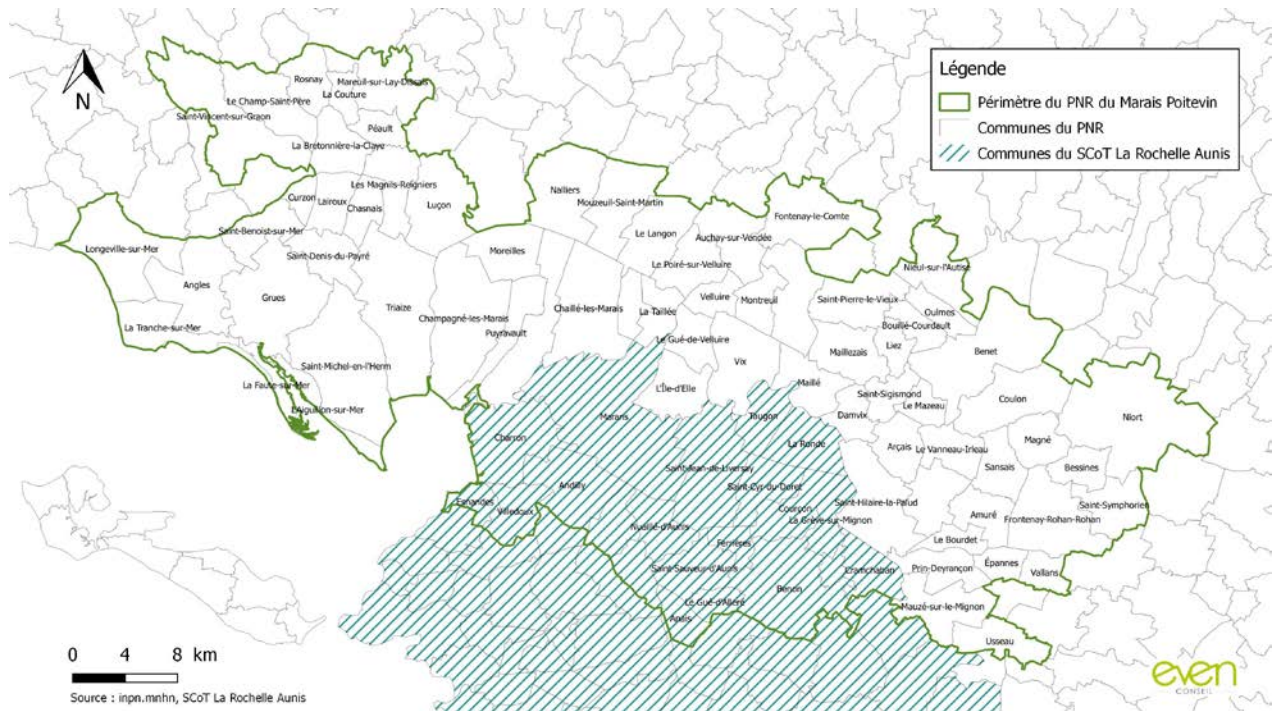 N
Rosnay
Mareuil-sur-Lay-Dissais
La Couture
Le Champ-Saint-Père
Saint-Vincent-sur-Graon
Péault
La Bretonnière-la-Claye
Les Magnils-Reigniers
Curzon
Lairoux
Chasnais
Luçon
Saint-Benoist-sur-Mer
Longeville-sur-Mer
Saint-Denis-du-Payré
Angles
Grues
Triaize
La Tranche-sur-Mer
Champagné-les-Marais
Puyravault
Moreilles
Saint-Michel-en-l'Herm
La Faute-sur-Mer
L'Aiguillon-sur-Mer
Nalliers
Mouzeuil-Saint-Martin
Le Langon
Auchay-sur-Vendée
Fontenay-le-Comte
Le Poiré-sur-Velluire
Chaillé-les-Marais
La Taillée
Velluire
Montreuil
Le Gué-de-Velluire
Vix
L'Île-d'Elle
Nieul-sur-l'Autise
Saint-Pierre-le-Vieux
Oulmes
Bouillé-Courdault
Liez
Maillezais
Benet
Maillé
Saint-Sigismond
Le Mazeau
Damvix
Coulon
Niort
Arçais
Le Vanneau-Irleau
Magné
Sansais
Bessines
Saint-Hilaire-la-Palud
Amuré
Saint-Symphorien
Frontenay-Rohan-Rohan
Le Bourdet
Prin-Deyrançon
Épannes
Vallans
Mauzé-sur-le-Mignon
Usseau
Marans
Taugon
La Ronde
Charron
Saint-Jean-de-Liversay
Andilly
Saint-Cyr-du-Doret
Esnandes
Villedoux
Courçon
La Grève-sur-Mignon
Nuaillé-d'Aunis
Ferrières
Saint-Sauveur-d'Aunis
Cramchaban
Benon
Le Gué-d'Alleré
Anais
Légende
Périmètre du PNR du Marais Poitevin
Communes du PNR
Communes du SCoT La Rochelle Aunis
0 4 8 km
Source : inpn.mnhn, SCoT La Rochelle Aunis
even
CONSEIL